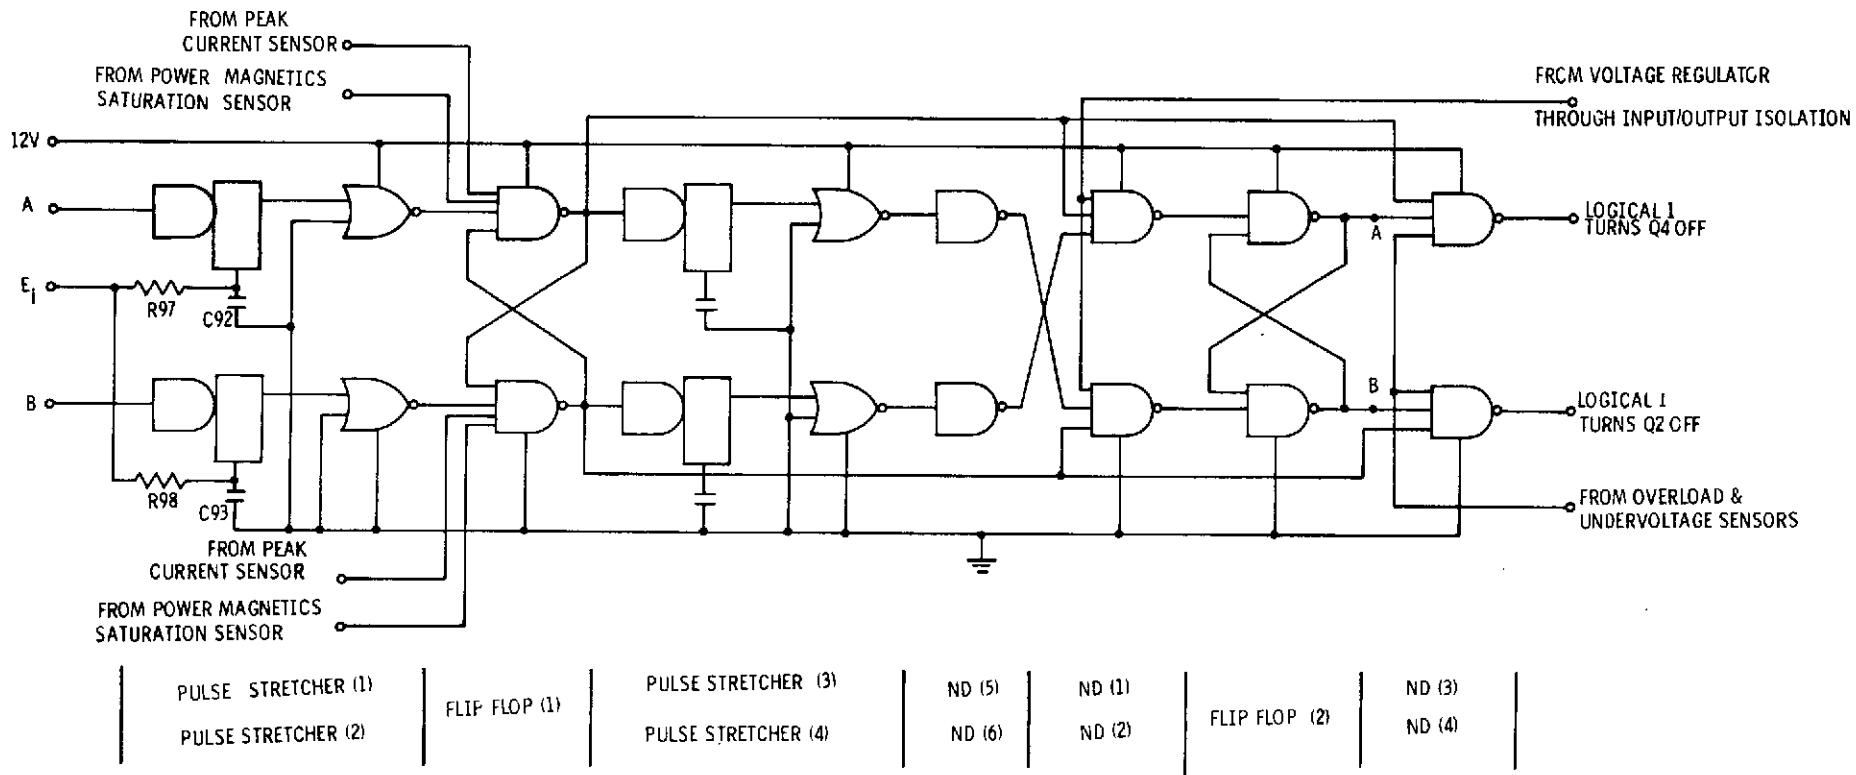 FROM PEAK
CURRENT SENSOR
FROM POWER MAGNETICS
SATURATION SENSOR
FRCM VOLTAGE REGULATOR
THROUGH INPUT/OUTPUT ISOLATION
12V
A
LOGICAL 1
TURNS Q4 OFF
A
Ei
R97
C92
B
B
LOGICAL 1
TURNS Q2 OFF
R98
C93
FROM OVERLOAD &
UNDERVOLTAGE SENSORS
FROM PEAK
CURRENT SENSOR
FROM POWER MAGNETICS
SATURATION SENSOR
PULSE STRETCHER (1)
PULSE STRETCHER (2)
FLIP FLOP (1)
PULSE STRETCHER (3)
PULSE STRETCHER (4)
ND (5)
ND (6)
ND (1)
ND (2)
FLIP FLOP (2)
ND (3)
ND (4)